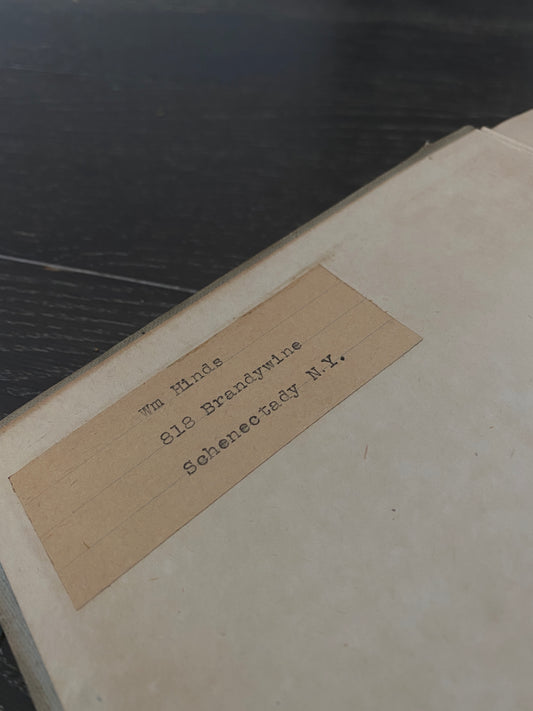 Wm Hinds
818 Brandywine
Schenectady N.Y.